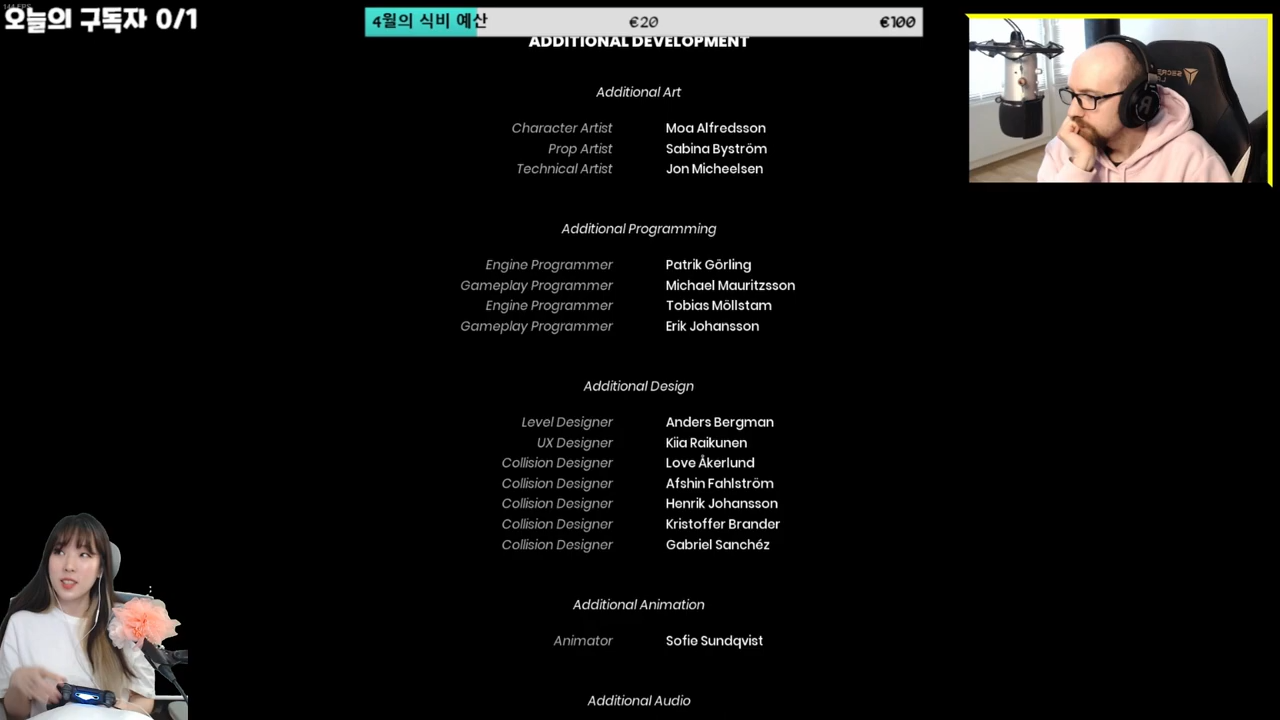 144 FPS
오늘의 구독자 0/1
4월의 식비 예산 €20 €100
ADDITIONAL DEVELOPMENT
Additional Art
Character Artist Moa Alfredsson
Prop Artist Sabina Byström
Technical Artist Jon Micheelsen
Additional Programming
Engine Programmer Patrik Görling
Gameplay Programmer Michael Mauritzsson
Engine Programmer Tobias Möllstam
Gameplay Programmer Erik Johansson
Additional Design
Level Designer Anders Bergman
UX Designer Kiia Raikunen
Collision Designer Love Åkerlund
Collision Designer Afshin Fahlström
Collision Designer Henrik Johansson
Collision Designer Kristoffer Brander
Collision Designer Gabriel Sanchéz
Additional Animation
Animator Sofie Sundqvist
Additional Audio